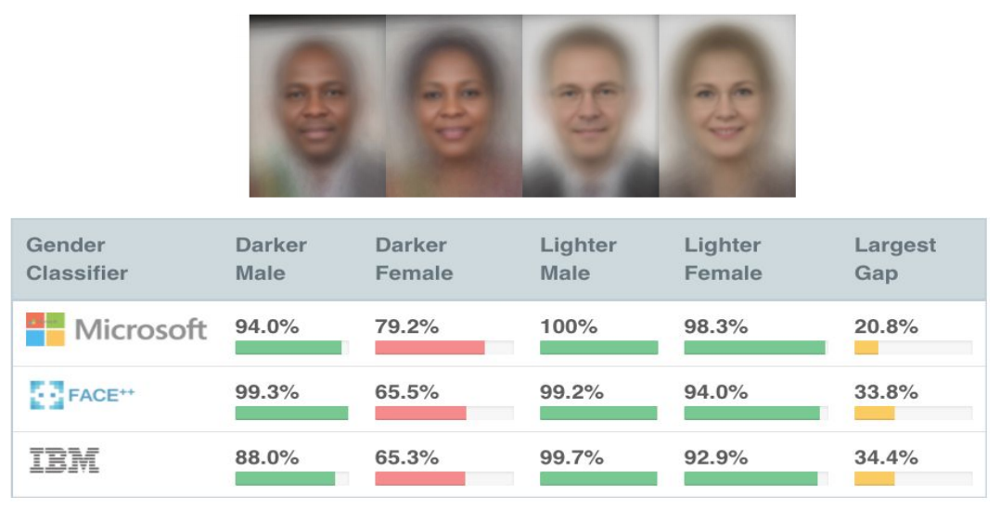 Gender Classifier Darker Male Darker Female Lighter Male Lighter Female Largest Gap
Microsoft 94.0% 79.2% 100% 98.3% 20.8%
FACE++ 99.3% 65.5% 99.2% 94.0% 33.8%
IBM 88.0% 65.3% 99.7% 92.9% 34.4%